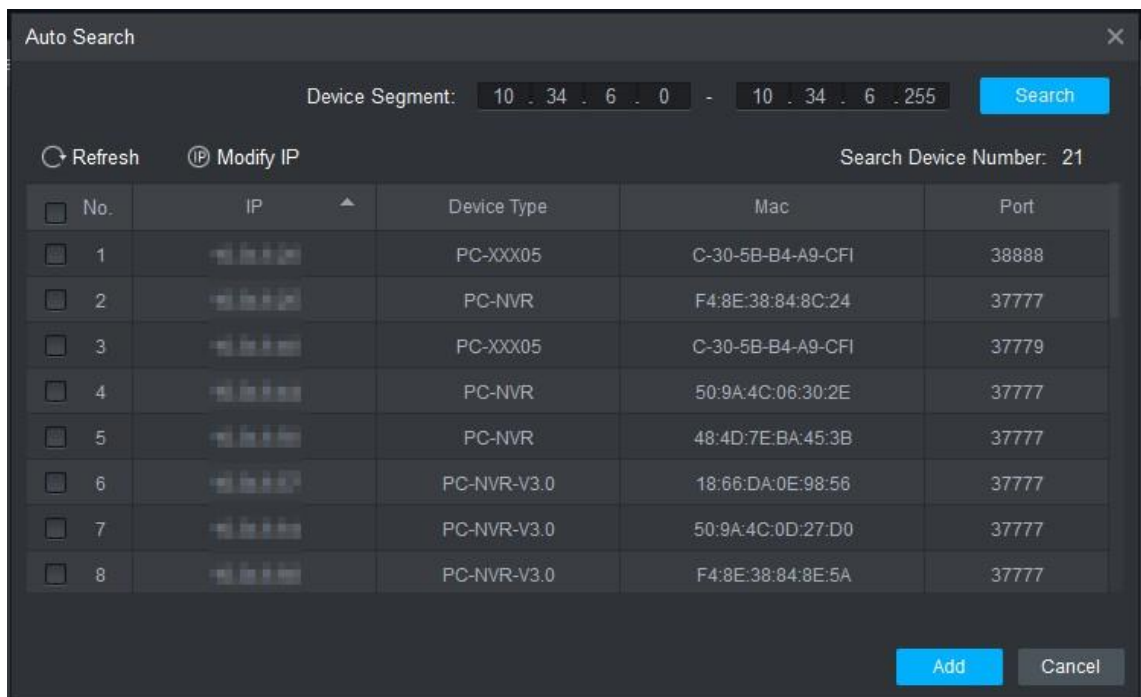 Auto Search
Device Segment: 10 . 34 . 6 . 0 - 10 . 34 . 6 . 255 Search
Refresh IP Modify IP Search Device Number: 21
No. IP Device Type Mac Port
1 PC-XXX05 C-30-5B-B4-A9-CFI 38888
2 PC-NVR F4:8E:38:84:8C:24 37777
3 PC-XXX05 C-30-5B-B4-A9-CFI 37779
4 PC-NVR 50:9A:4C:06:30:2E 37777
5 PC-NVR 48:4D:7E:BA:45:3B 37777
6 PC-NVR-V3.0 18:66:DA:0E:98:56 37777
7 PC-NVR-V3.0 50:9A:4C:0D:27:D0 37777
8 PC-NVR-V3.0 F4:8E:38:84:8E:5A 37777
Add Cancel